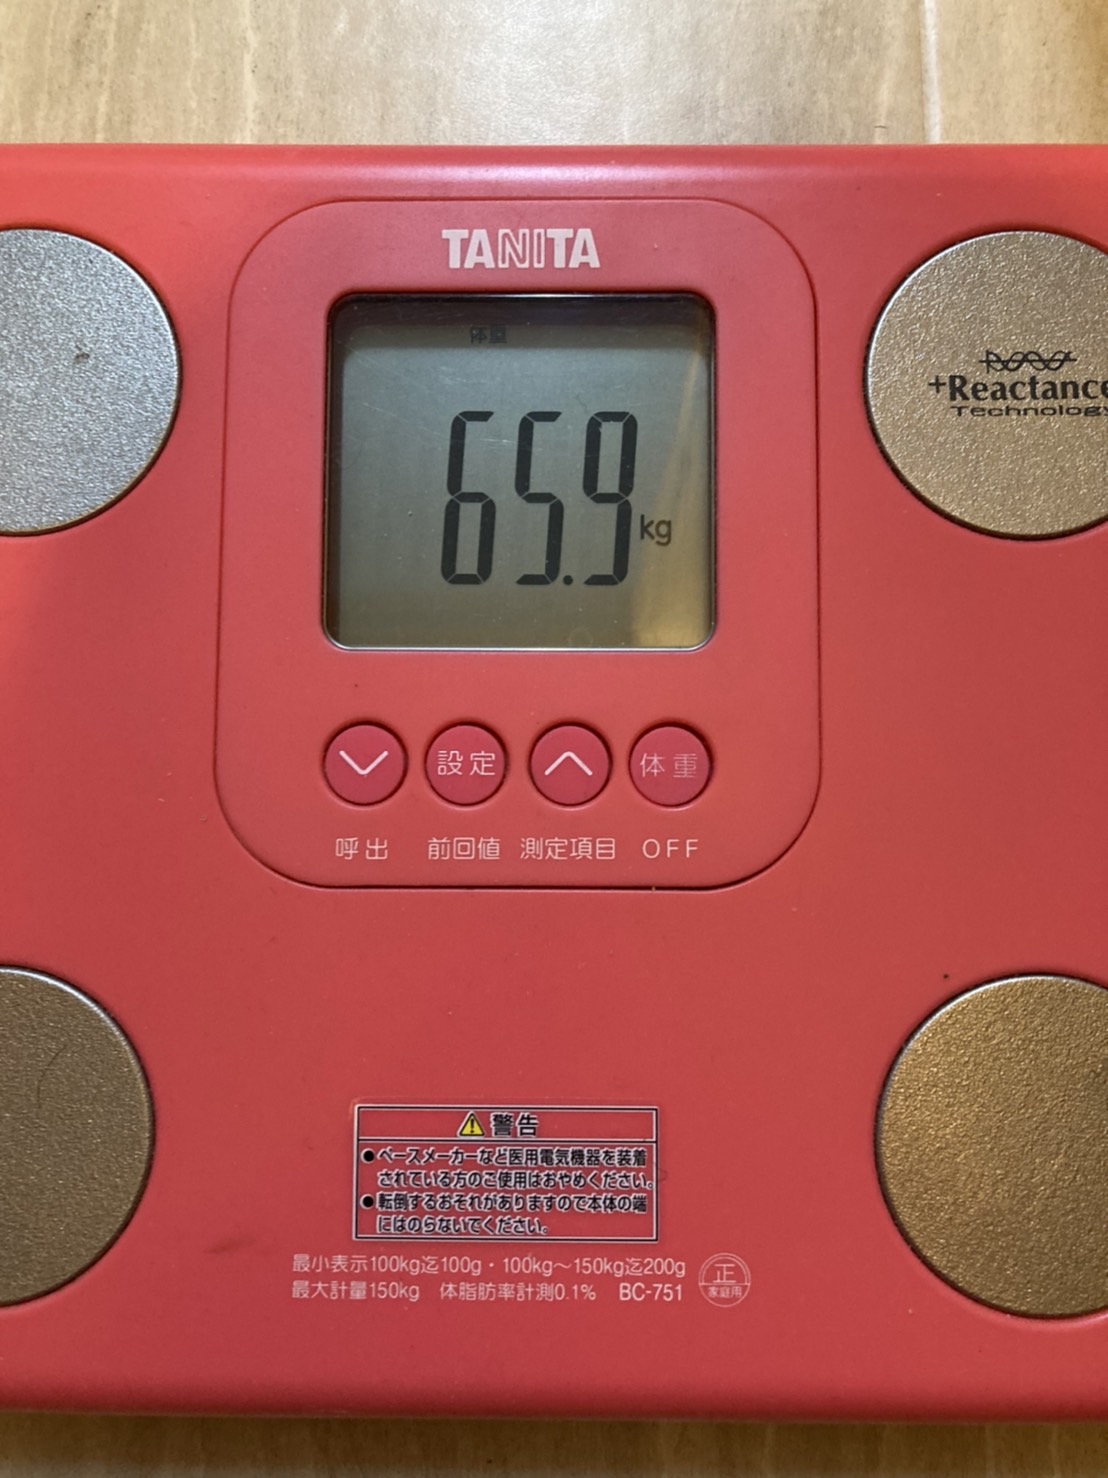 TANITA
体重
65.9 kg
+Reactance
Technology
設定 体重
呼出 前回値 測定項目 OFF
警告
●ペースメーカーなど医用電気機器を装着
されている方のご使用はおやめください。
●転倒するおそれがありますので本体の端
にはのらないでください。
最小表示100kg迄100g・100kg～150kg迄200g
最大計量150kg 体脂肪率計測0.1% BC-751
正
家庭用